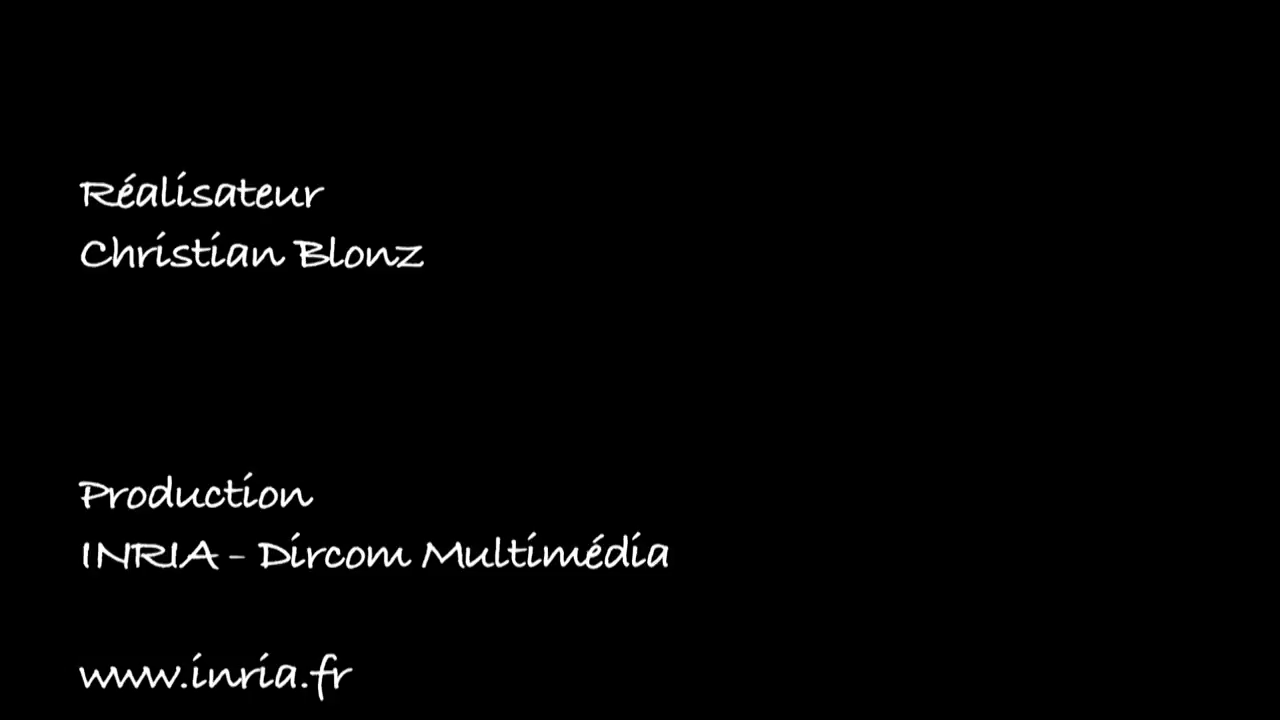 Réalisateur
Christian Blonz
Production
INRIA - Dircom Multimédia
www.inria.fr